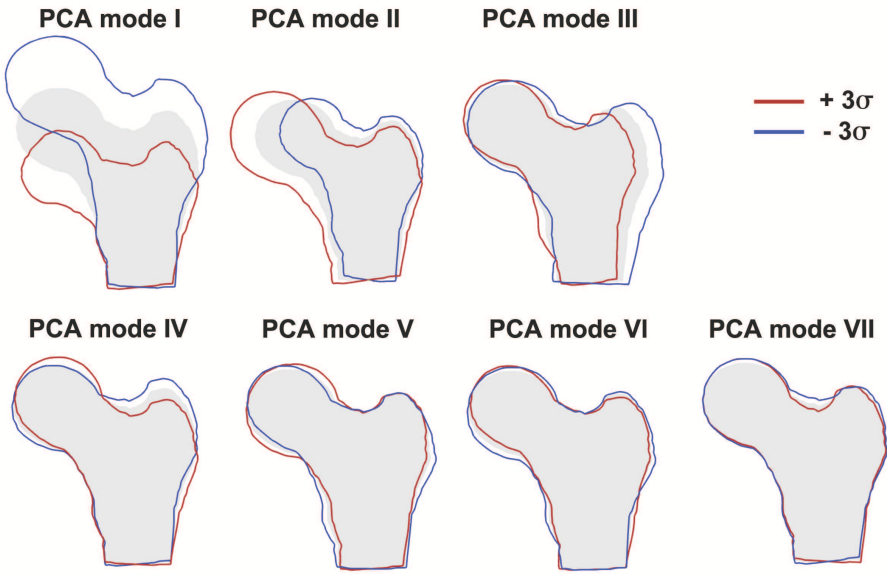 PCA mode I
PCA mode II
PCA mode III
+ 3σ
- 3σ
PCA mode IV
PCA mode V
PCA mode VI
PCA mode VII